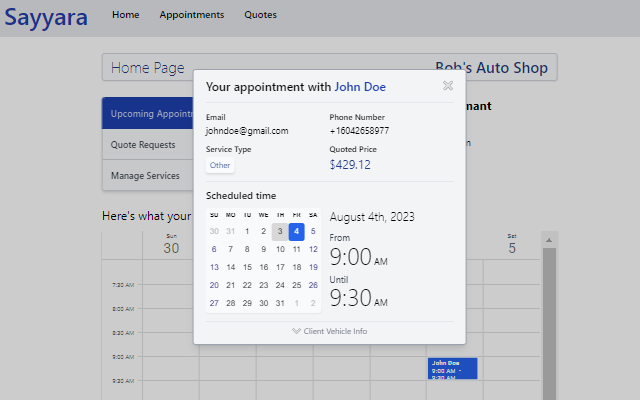 Sayyara
Home Appointments Quotes
Home Page
Bob's Auto Shop
Upcoming Appointm
Quote Requests
Manage Services
Here's what your
Your appointment with John Doe
Email
johndoe@gmail.com
Phone Number
+16042658977
Service Type
Other
Quoted Price
$429.12
Scheduled time
SU MO TU WE TH FR SA
30 31 1 2 3 4 5
6 7 8 9 10 11 12
13 14 15 16 17 18 19
20 21 22 23 24 25 26
27 28 29 30 31 1 2
August 4th, 2023
From
9:00 AM
Until
9:30 AM
Client Vehicle Info
Sun
30
Sat
5
7:30 AM
8:00 AM
8:30 AM
9:00 AM
9:30 AM
John Doe
9:00 AM -
9:30 AM